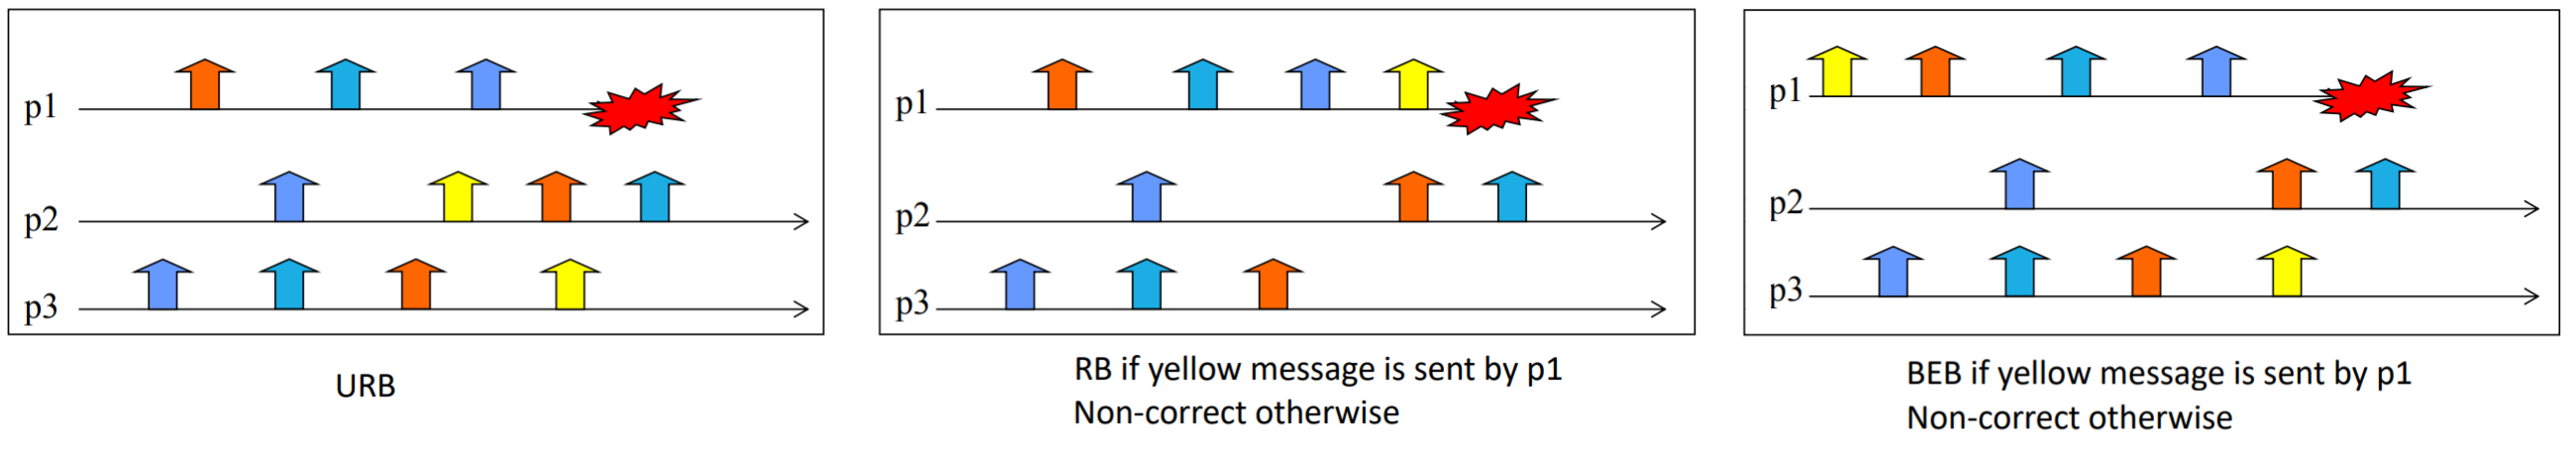 p1
p2
p3
URB
p1
p2
p3
RB if yellow message is sent by p1
Non-correct otherwise
p1
p2
p3
BEB if yellow message is sent by p1
Non-correct otherwise